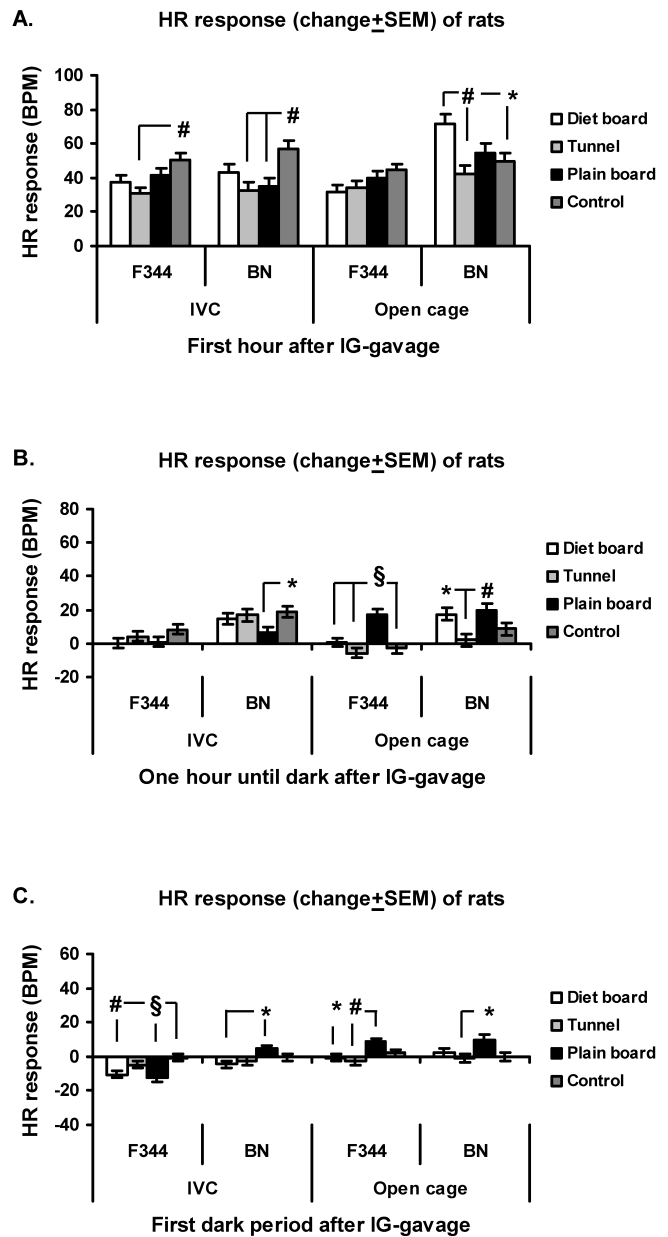 A.
HR response (change±SEM) of rats
HR response (BPM)
100
80
60
40
20
0
#
#
#
*
Diet board
Tunnel
Plain board
Control
F344
BN
F344
BN
IVC
Open cage
First hour after IG-gavage
B.
HR response (change±SEM) of rats
HR response (BPM)
80
60
40
20
0
-20
*
§
*
#
Diet board
Tunnel
Plain board
Control
F344
BN
F344
BN
IVC
Open cage
One hour until dark after IG-gavage
C.
HR response (change±SEM) of rats
HR response (BPM)
60
40
20
0
-20
-40
#
§
*
*
#
*
Diet board
Tunnel
Plain board
Control
F344
BN
F344
BN
IVC
Open cage
First dark period after IG-gavage